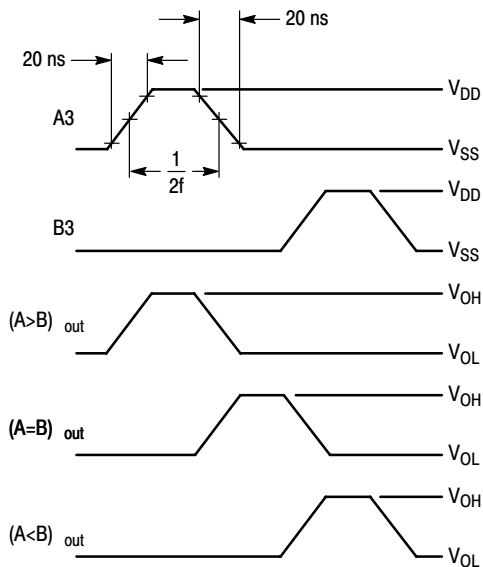 20 ns
20 ns
A3
V_DD
V_SS
1
2f
B3
V_DD
V_SS
(A>B) out
V_OH
V_OL
(A=B) out
V_OH
V_OL
(A<B) out
V_OH
V_OL